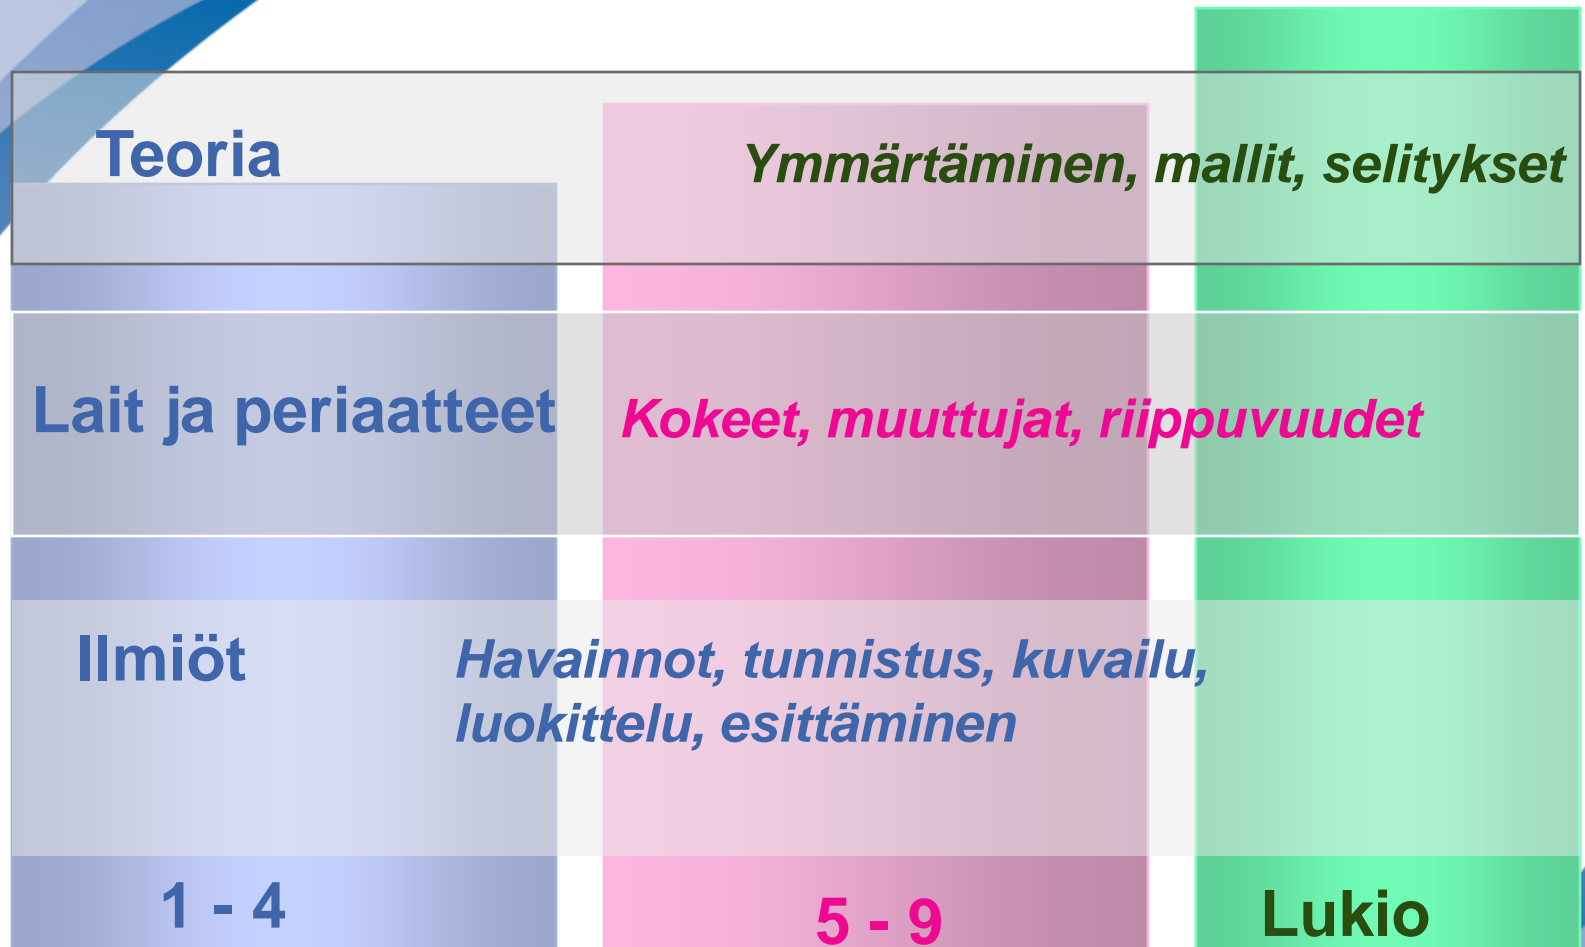 Teoria
Ymmärtäminen, mallit, selitykset
Lait ja periaatteet
Kokeet, muuttujat, riippuvuudet
Ilmiöt
Havainnot, tunnistus, kuvailu,
luokittelu, esittäminen
1 - 4
5 - 9
Lukio